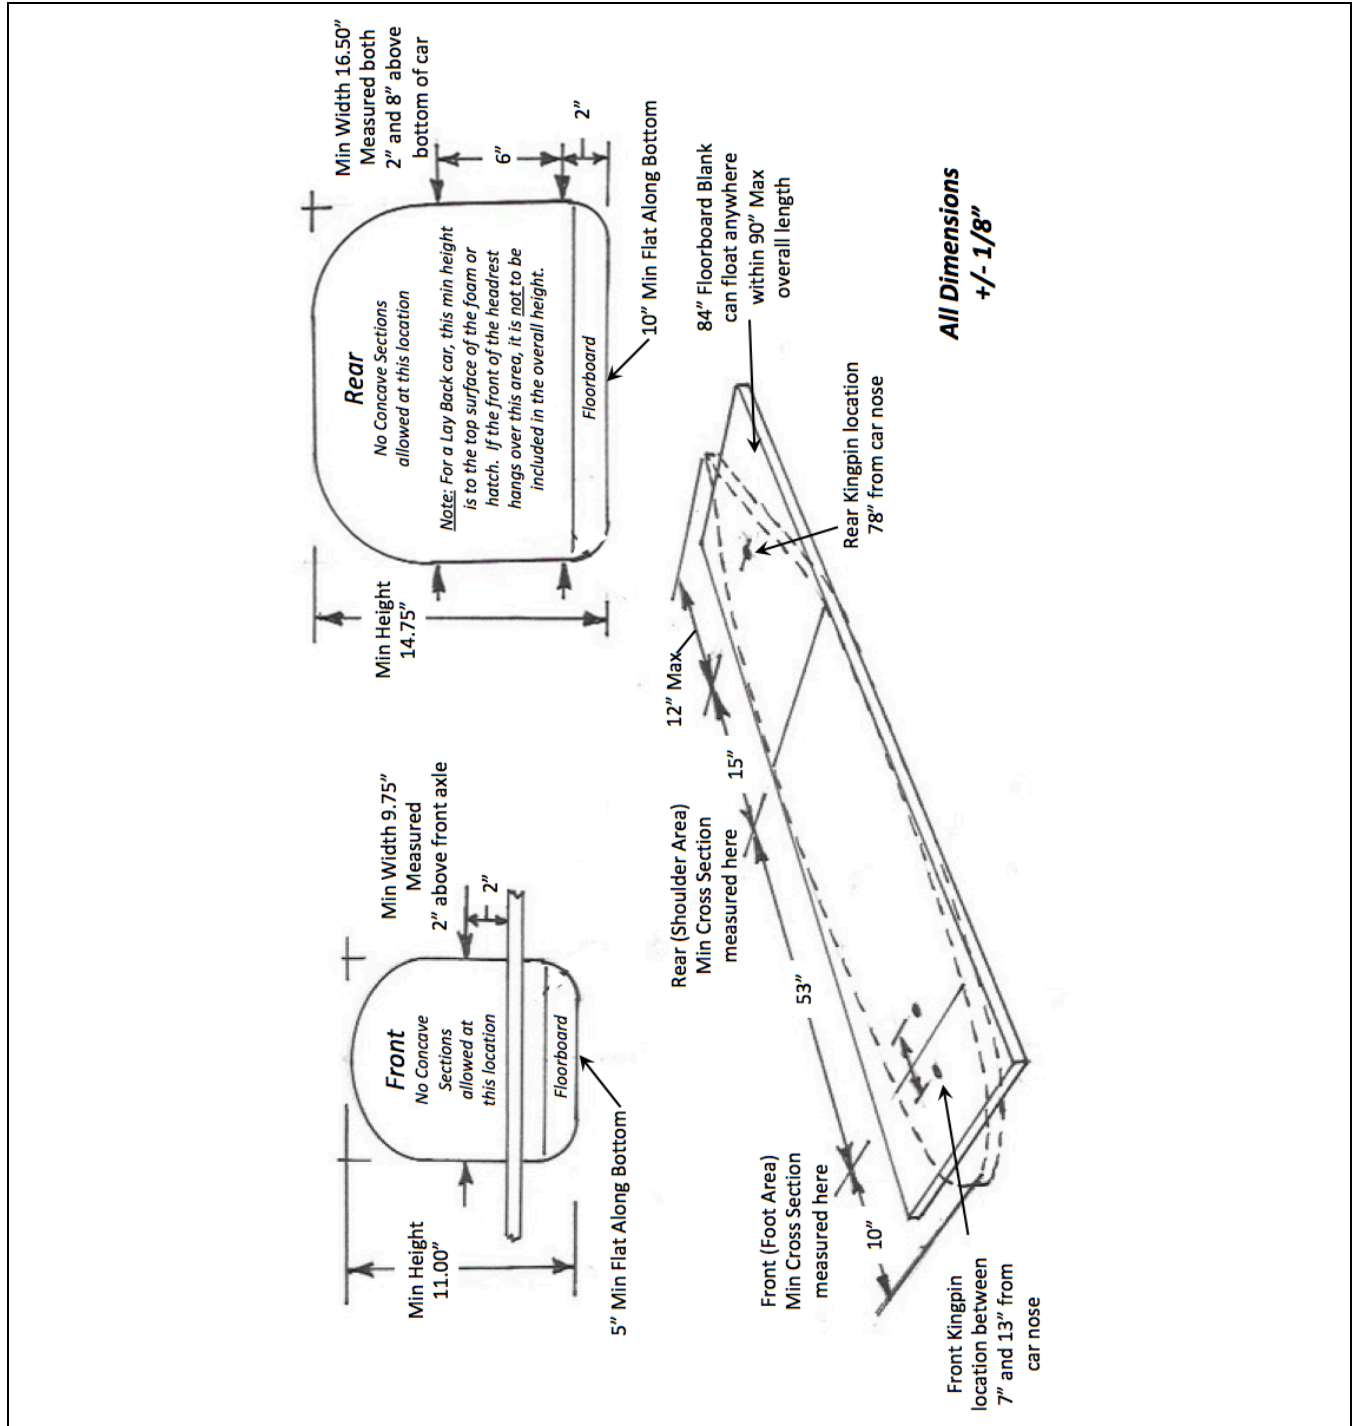 Min Width 9.75”
Measured
2” above front axle
2”
Front
No Concave
Sections
allowed at
this location
Floorboard
Min Height
11.00”
5” Min Flat Along Bottom
Min Width 16.50”
Measured both
2” and 8” above
bottom of car
6”
2”
Rear
No Concave Sections
allowed at this location
Note: For a Lay Back car, this min height
is to the top surface of the foam or
hatch. If the front of the headrest
hangs over this area, it is not to be
included in the overall height.
Floorboard
Min Height
14.75”
10” Min Flat Along Bottom
84” Floorboard Blank
can float anywhere
within 90” Max
overall length
12” Max
15”
Rear (Shoulder Area)
Min Cross Section
measured here
53”
Front (Foot Area)
Min Cross Section
measured here
10”
Front Kingpin
location between
7” and 13” from
car nose
Rear Kingpin location
78” from car nose
All Dimensions
+/- 1/8”